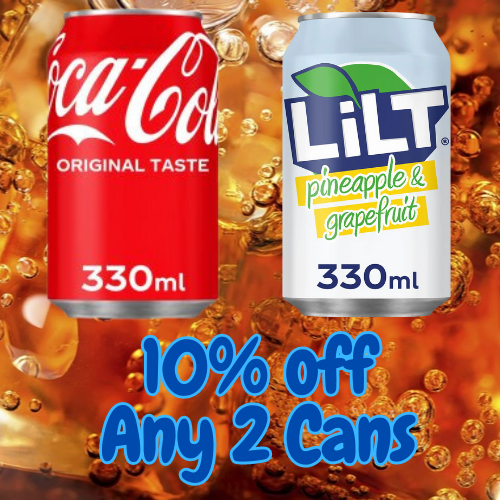 Coca-Cola
ORIGINAL TASTE
330ml
LiLT®
pineapple &
grapefruit
330ml
10% off
Any 2 Cans